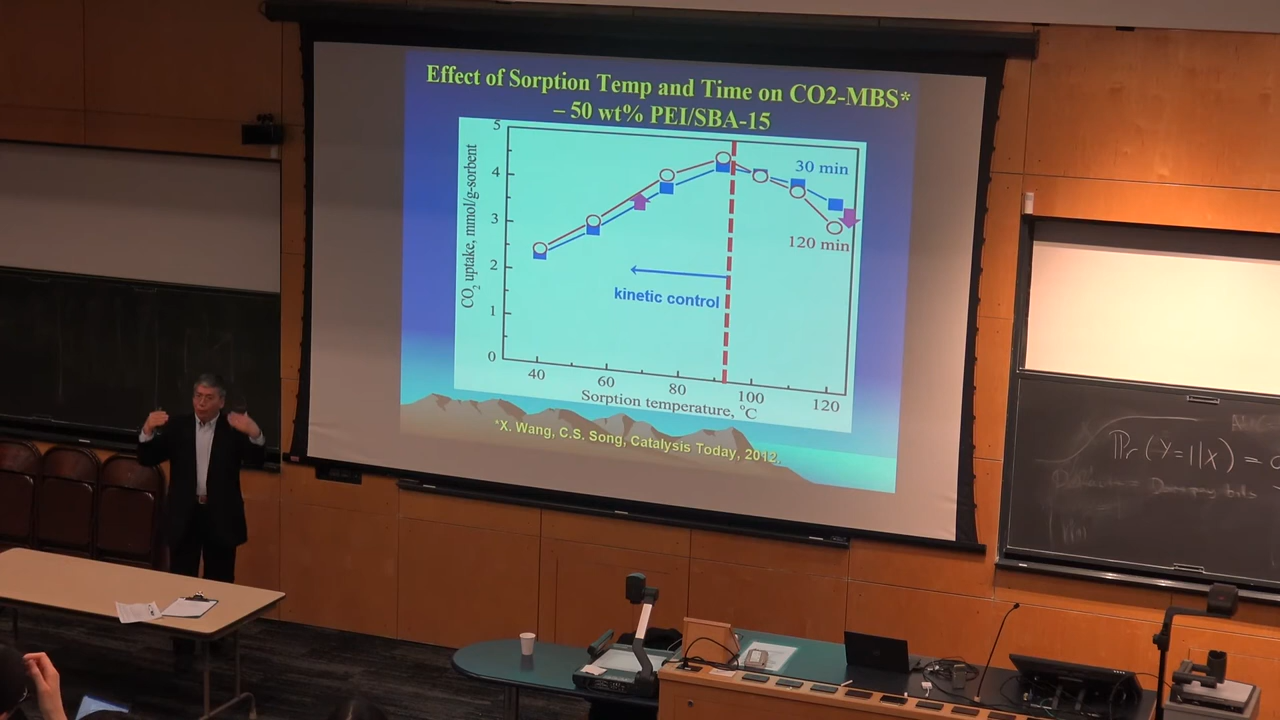 Effect of Sorption Temp and Time on CO2-MBS*
– 50 wt% PEI/SBA-15
CO2 uptake, mmol/g-sorbent
5
4
3
2
1
0
30 min
120 min
kinetic control
40
60
80
100
120
Sorption temperature, °C
*X. Wang, C.S. Song, Catalysis Today, 2012.
Pr(Y=1|X) =